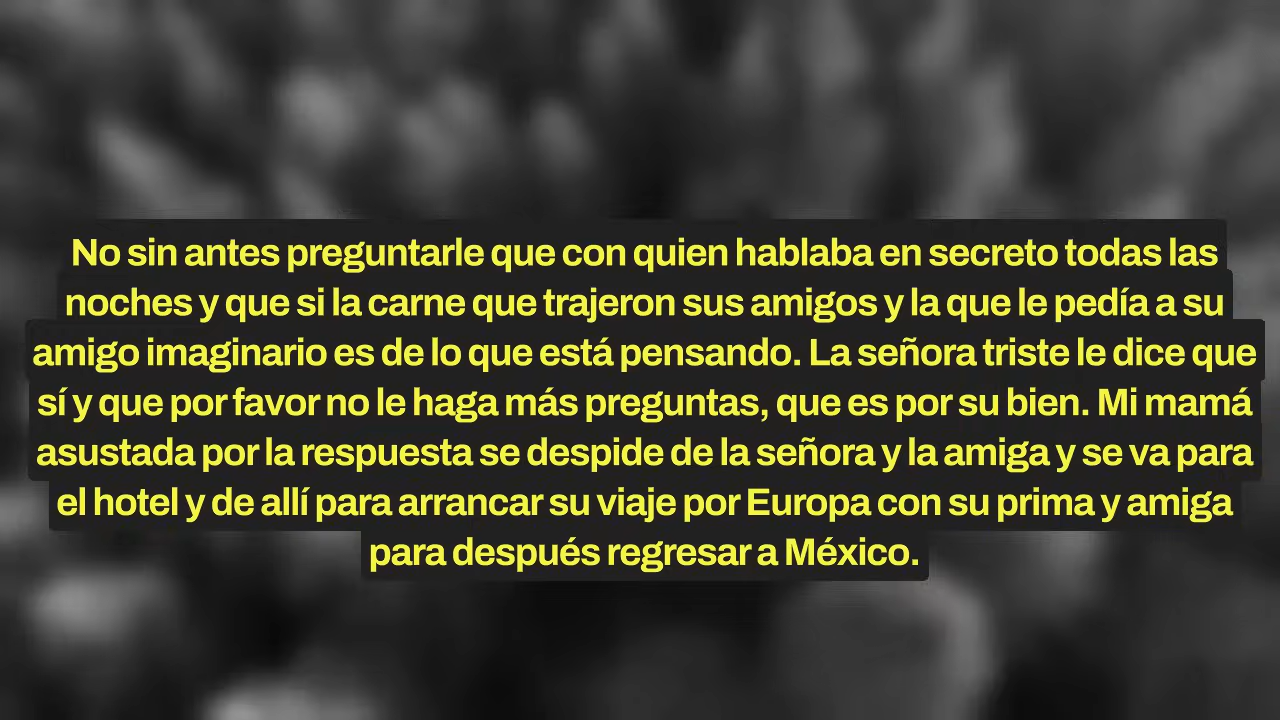 No sin antes preguntarle que con quien hablaba en secreto todas las
noches y que si la carne que trajeron sus amigos y la que le pedía a su
amigo imaginario es de lo que está pensando. La señora triste le dice que
sí y que por favor no le haga más preguntas, que es por su bien. Mi mamá
asustada por la respuesta se despide de la señora y la amiga y se va para
el hotel y de allí para arrancar su viaje por Europa con su prima y amiga
para después regresar a México.